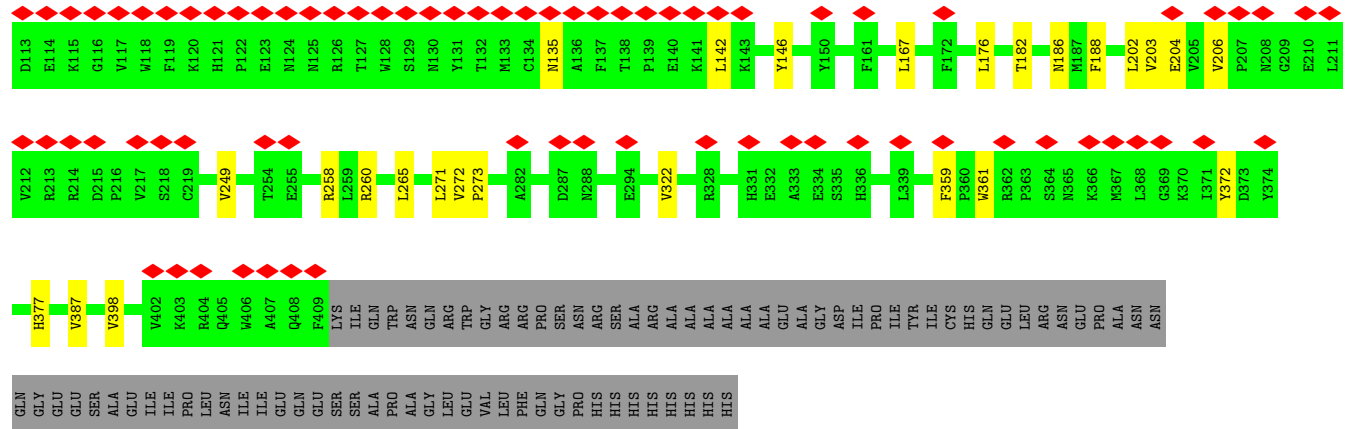 D113 E114 K115 G116 V117 W118 F119 K120 H121 P122 E123 N124 N125 R126 T127 W128 S129 N130 Y131 T132 M133 C134 N135 A136 F137 T138 P139 E140 K141 L142 K143 Y146 Y150 F161 L167 F172 L176 T182 N186 M187 F188 L202 V203 E204 V205 V206 P207 N208 G209 E210 L211
V212 R213 R214 D215 P216 V217 S218 C219 V249 T254 E255 R258 L259 R260 L265 L271 V272 P273 A282 D287 N288 E294 V322 R328 H331 E332 A333 E334 S335 H336 L339 F359 P360 W361 R362 P363 S364 N365 K366 M367 L368 G369 K370 I371 Y372 D373 Y374
H377 V387 V398 V402 K403 R404 Q405 W406 A407 Q408 F409 LYS ILE GLN TRP ASN GLN ARG TRP GLY ARG ARG PRO SER ASN ARG SER ALA ARG ALA ALA ALA ALA ALA ALA GLU ALA GLY ASP ILE PRO ILE TYR ILE CYS HIS GLN GLU LEU ARG ASN GLU PRO ALA ASN ASN
GLN GLY GLU GLU SER ALA GLU ILE ILE PRO LEU ASN ILE ILE GLU GLN GLU SER SER ALA PRO ALA GLY LEU GLU VAL LEU PHE GLN GLY PRO HIS HIS HIS HIS HIS HIS HIS HIS